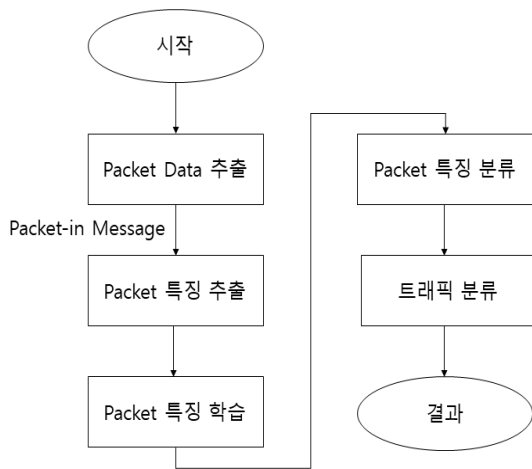 시작
Packet Data 추출
Packet-in Message
Packet 특징 추출
Packet 특징 학습
Packet 특징 분류
트래픽 분류
결과